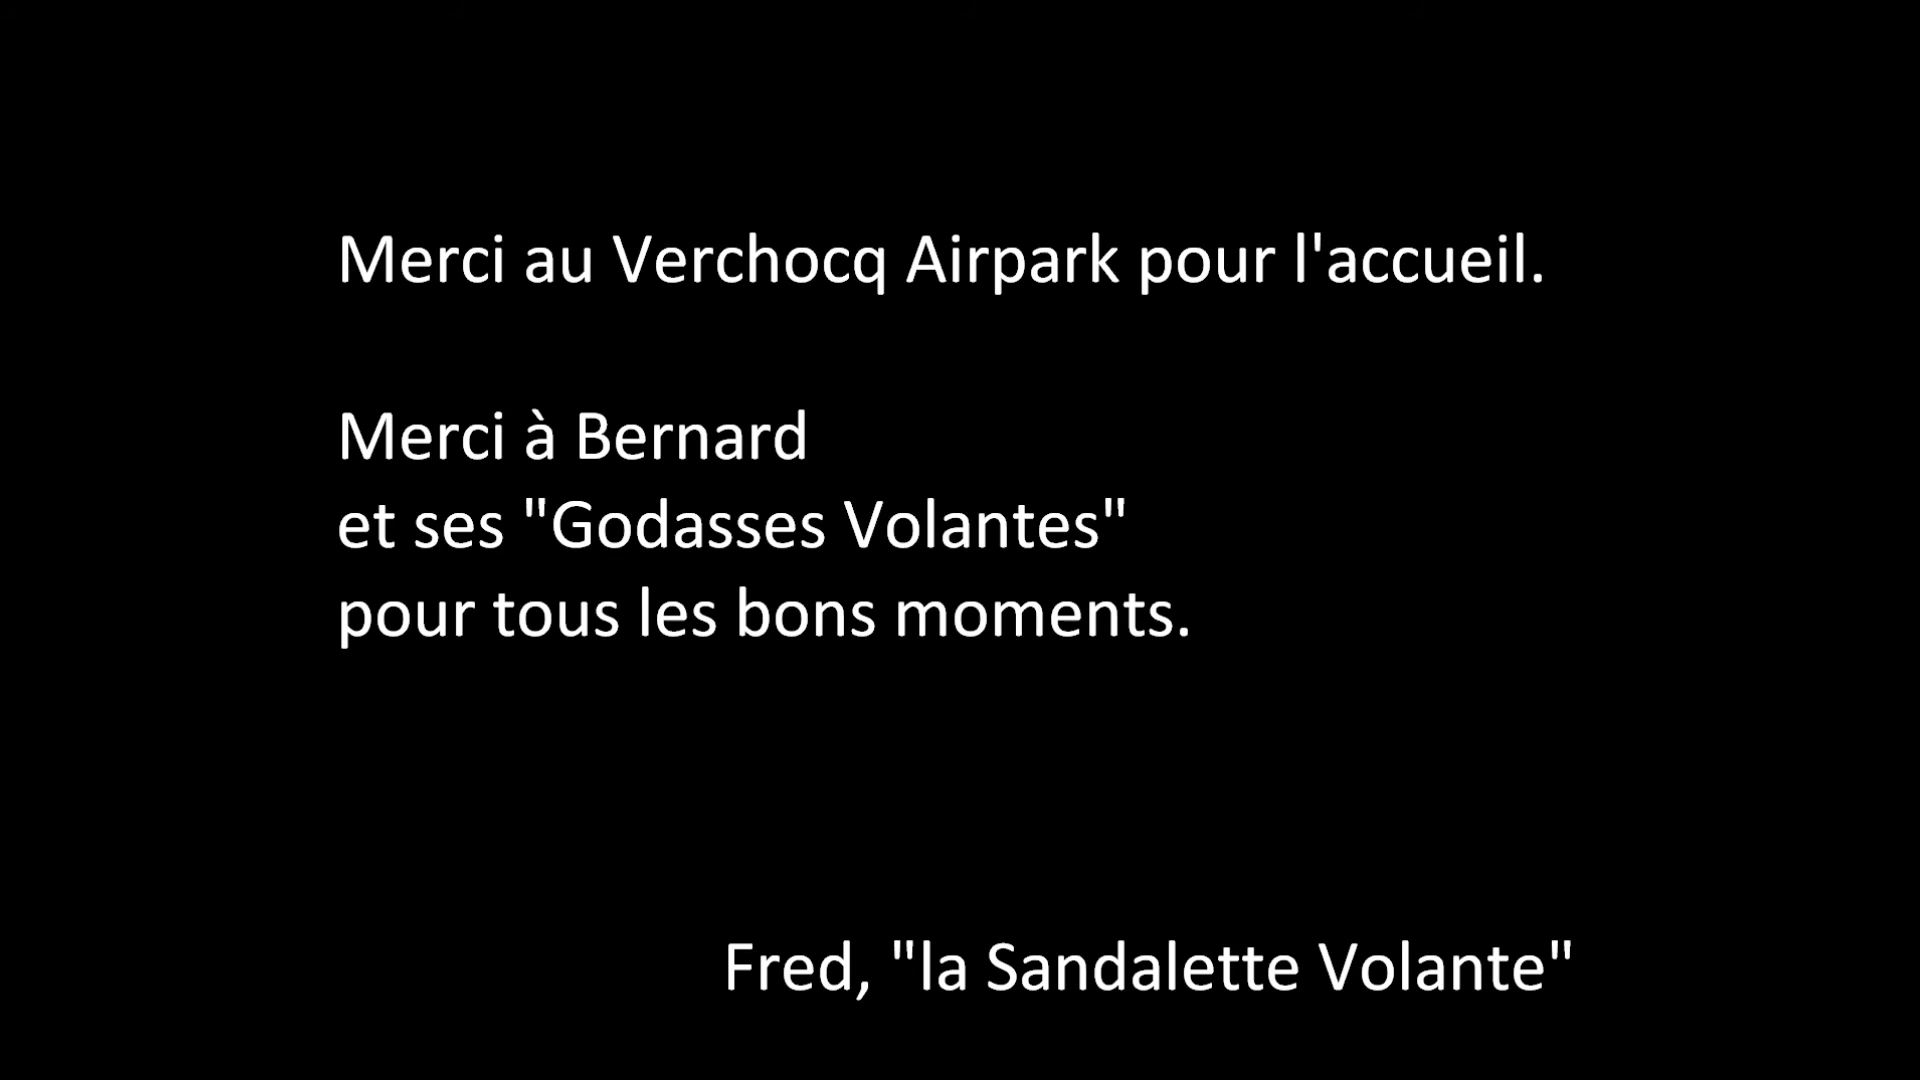 Merci au Verchocq Airpark pour l'accueil.
Merci à Bernard
et ses "Godasses Volantes"
pour tous les bons moments.
Fred, "la Sandalette Volante"